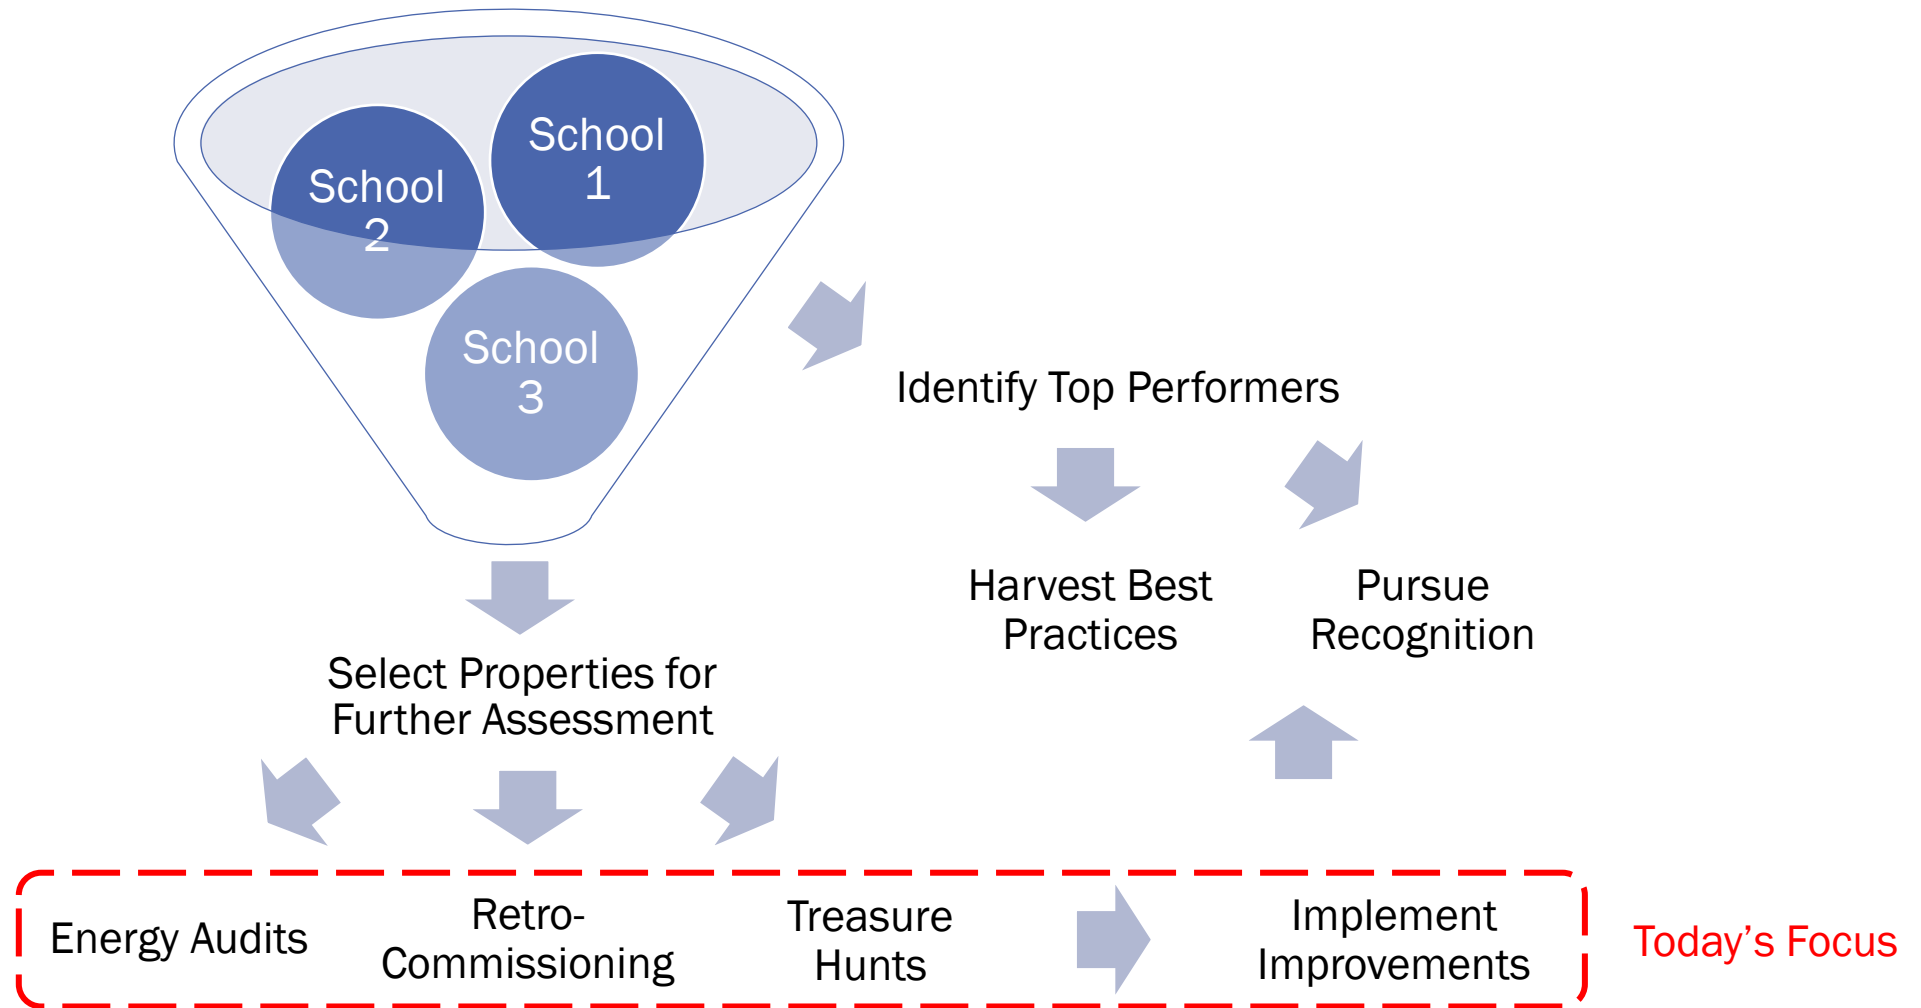 School
1
School
2
School
3
Identify Top Performers
Harvest Best
Practices
Pursue
Recognition
Select Properties for
Further Assessment
Energy Audits
Retro-
Commissioning
Treasure
Hunts
Implement
Improvements
Today’s Focus